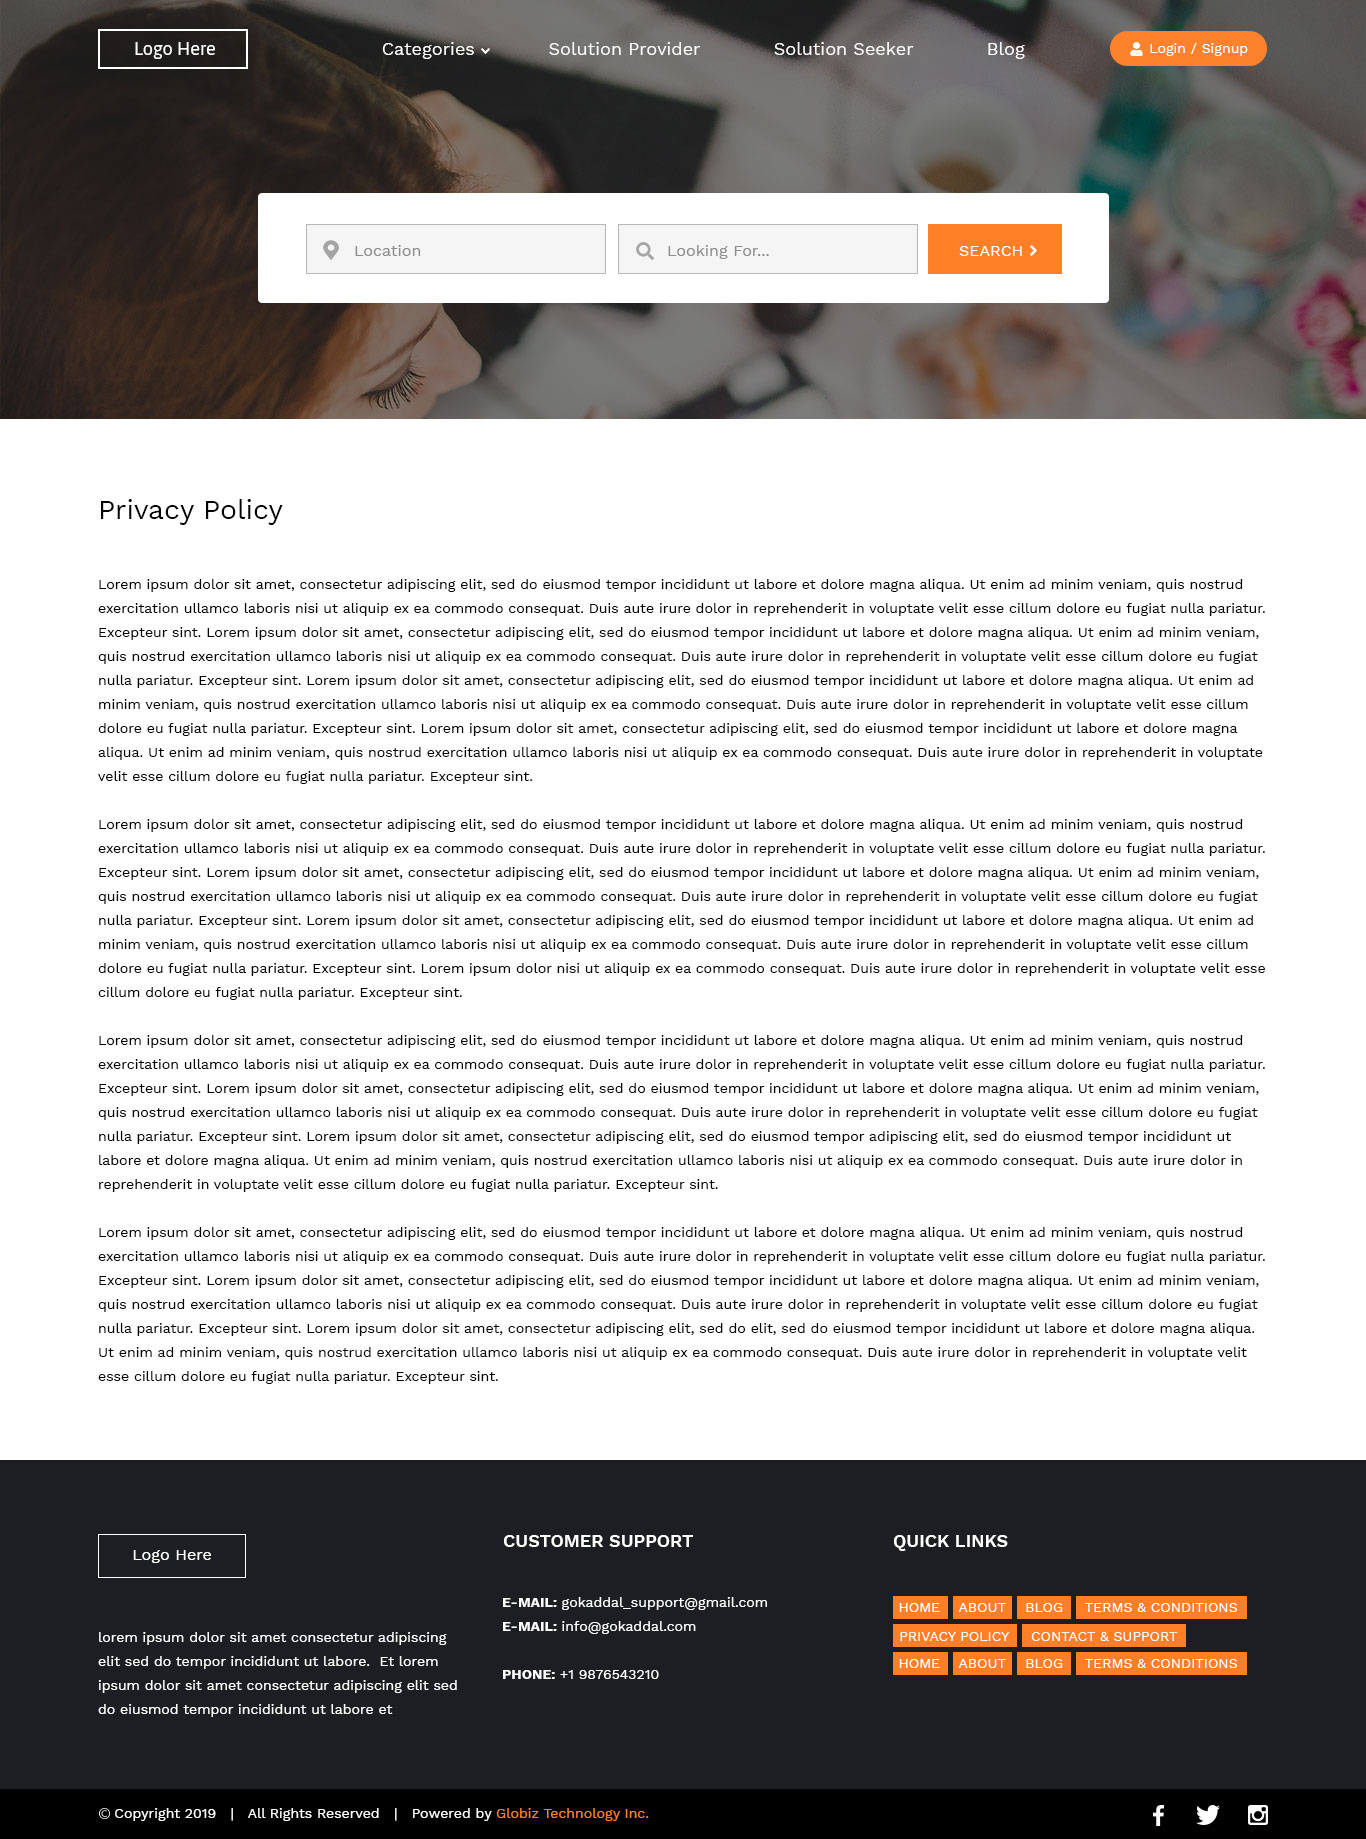 Logo Here
Categories
Solution Provider
Solution Seeker
Blog
Login / Signup
Location
Looking For...
SEARCH
Privacy Policy
Lorem ipsum dolor sit amet, consectetur adipiscing elit, sed do eiusmod tempor incididunt ut labore et dolore magna aliqua. Ut enim ad minim veniam, quis nostrud
exercitation ullamco laboris nisi ut aliquip ex ea commodo consequat. Duis aute irure dolor in reprehenderit in voluptate velit esse cillum dolore eu fugiat nulla pariatur.
Excepteur sint. Lorem ipsum dolor sit amet, consectetur adipiscing elit, sed do eiusmod tempor incididunt ut labore et dolore magna aliqua. Ut enim ad minim veniam,
quis nostrud exercitation ullamco laboris nisi ut aliquip ex ea commodo consequat. Duis aute irure dolor in reprehenderit in voluptate velit esse cillum dolore eu fugiat
nulla pariatur. Excepteur sint. Lorem ipsum dolor sit amet, consectetur adipiscing elit, sed do eiusmod tempor incididunt ut labore et dolore magna aliqua. Ut enim ad
minim veniam, quis nostrud exercitation ullamco laboris nisi ut aliquip ex ea commodo consequat. Duis aute irure dolor in reprehenderit in voluptate velit esse cillum
dolore eu fugiat nulla pariatur. Excepteur sint. Lorem ipsum dolor sit amet, consectetur adipiscing elit, sed do eiusmod tempor incididunt ut labore et dolore magna
aliqua. Ut enim ad minim veniam, quis nostrud exercitation ullamco laboris nisi ut aliquip ex ea commodo consequat. Duis aute irure dolor in reprehenderit in voluptate
velit esse cillum dolore eu fugiat nulla pariatur. Excepteur sint.
Lorem ipsum dolor sit amet, consectetur adipiscing elit, sed do eiusmod tempor incididunt ut labore et dolore magna aliqua. Ut enim ad minim veniam, quis nostrud
exercitation ullamco laboris nisi ut aliquip ex ea commodo consequat. Duis aute irure dolor in reprehenderit in voluptate velit esse cillum dolore eu fugiat nulla pariatur.
Excepteur sint. Lorem ipsum dolor sit amet, consectetur adipiscing elit, sed do eiusmod tempor incididunt ut labore et dolore magna aliqua. Ut enim ad minim veniam,
quis nostrud exercitation ullamco laboris nisi ut aliquip ex ea commodo consequat. Duis aute irure dolor in reprehenderit in voluptate velit esse cillum dolore eu fugiat
nulla pariatur. Excepteur sint. Lorem ipsum dolor sit amet, consectetur adipiscing elit, sed do eiusmod tempor incididunt ut labore et dolore magna aliqua. Ut enim ad
minim veniam, quis nostrud exercitation ullamco laboris nisi ut aliquip ex ea commodo consequat. Duis aute irure dolor in reprehenderit in voluptate velit esse cillum
dolore eu fugiat nulla pariatur. Excepteur sint. Lorem ipsum dolor nisi ut aliquip ex ea commodo consequat. Duis aute irure dolor in reprehenderit in voluptate velit esse
cillum dolore eu fugiat nulla pariatur. Excepteur sint.
Lorem ipsum dolor sit amet, consectetur adipiscing elit, sed do eiusmod tempor incididunt ut labore et dolore magna aliqua. Ut enim ad minim veniam, quis nostrud
exercitation ullamco laboris nisi ut aliquip ex ea commodo consequat. Duis aute irure dolor in reprehenderit in voluptate velit esse cillum dolore eu fugiat nulla pariatur.
Excepteur sint. Lorem ipsum dolor sit amet, consectetur adipiscing elit, sed do eiusmod tempor incididunt ut labore et dolore magna aliqua. Ut enim ad minim veniam,
quis nostrud exercitation ullamco laboris nisi ut aliquip ex ea commodo consequat. Duis aute irure dolor in reprehenderit in voluptate velit esse cillum dolore eu fugiat
nulla pariatur. Excepteur sint. Lorem ipsum dolor sit amet, consectetur adipiscing elit, sed do eiusmod tempor adipiscing elit, sed do eiusmod tempor incididunt ut
labore et dolore magna aliqua. Ut enim ad minim veniam, quis nostrud exercitation ullamco laboris nisi ut aliquip ex ea commodo consequat. Duis aute irure dolor in
reprehenderit in voluptate velit esse cillum dolore eu fugiat nulla pariatur. Excepteur sint.
Lorem ipsum dolor sit amet, consectetur adipiscing elit, sed do eiusmod tempor incididunt ut labore et dolore magna aliqua. Ut enim ad minim veniam, quis nostrud
exercitation ullamco laboris nisi ut aliquip ex ea commodo consequat. Duis aute irure dolor in reprehenderit in voluptate velit esse cillum dolore eu fugiat nulla pariatur.
Excepteur sint. Lorem ipsum dolor sit amet, consectetur adipiscing elit, sed do eiusmod tempor incididunt ut labore et dolore magna aliqua. Ut enim ad minim veniam,
quis nostrud exercitation ullamco laboris nisi ut aliquip ex ea commodo consequat. Duis aute irure dolor in reprehenderit in voluptate velit esse cillum dolore eu fugiat
nulla pariatur. Excepteur sint. Lorem ipsum dolor sit amet, consectetur adipiscing elit, sed do elit, sed do eiusmod tempor incididunt ut labore et dolore magna aliqua.
Ut enim ad minim veniam, quis nostrud exercitation ullamco laboris nisi ut aliquip ex ea commodo consequat. Duis aute irure dolor in reprehenderit in voluptate velit
esse cillum dolore eu fugiat nulla pariatur. Excepteur sint.
Logo Here
lorem ipsum dolor sit amet consectetur adipiscing
elit sed do tempor incididunt ut labore. Et lorem
ipsum dolor sit amet consectetur adipiscing elit sed
do eiusmod tempor incididunt ut labore et
CUSTOMER SUPPORT
E-MAIL: gokaddal_support@gmail.com
E-MAIL: info@gokaddal.com
PHONE: +1 9876543210
QUICK LINKS
HOME ABOUT BLOG TERMS & CONDITIONS
PRIVACY POLICY CONTACT & SUPPORT
HOME ABOUT BLOG TERMS & CONDITIONS
© Copyright 2019 | All Rights Reserved | Powered by Globiz Technology Inc.